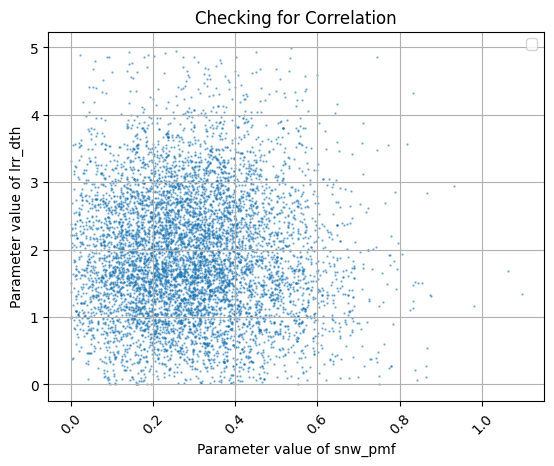 Checking for Correlation
Parameter value of lrr_dth
5
4
3
2
1
0
0.0 0.2 0.4 0.6 0.8 1.0
Parameter value of snw_pmf